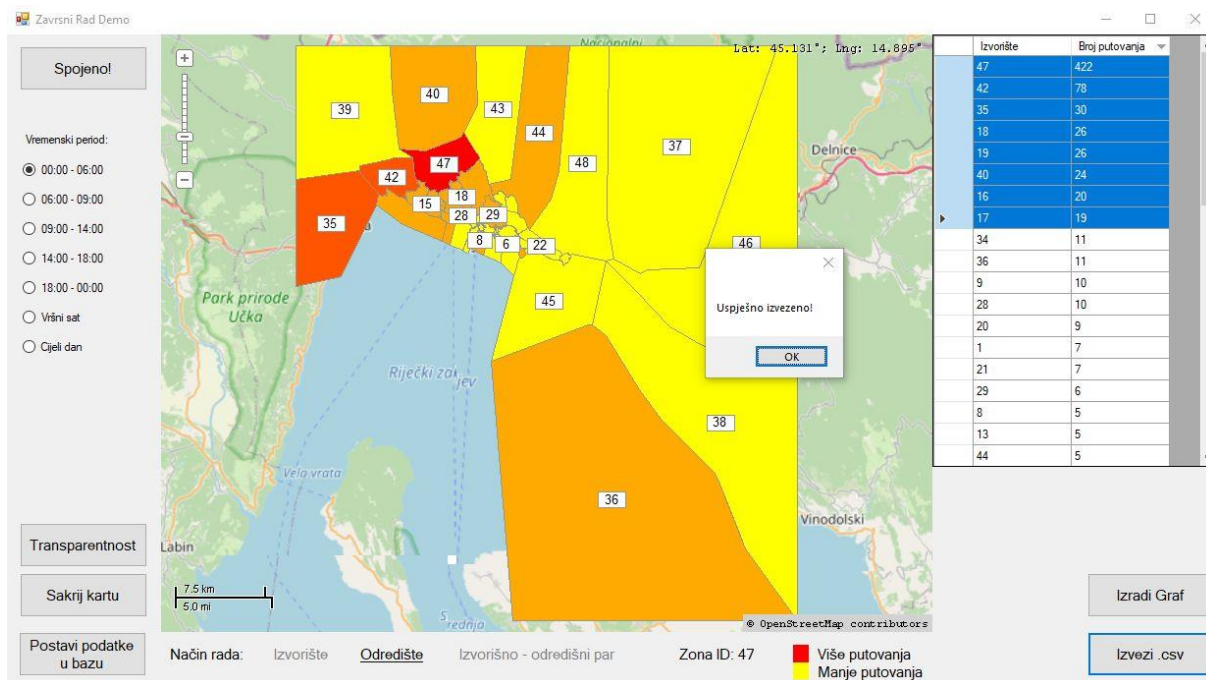 Zavrsni Rad Demo
Spojeno!
Vremenski period:
00:00 - 06:00
06:00 - 09:00
09:00 - 14:00
14:00 - 18:00
18:00 - 00:00
Vršni sat
Cijeli dan
Transparentnost
Sakrij kartu
Postavi podatke
u bazu
Lat: 45.131°; Lng: 14.895°
Nacionalni
39
40
43
44
48
37
47
42
18
15
28
29
35
8
6
22
46
45
38
36
Delnice
Park prirode
Učka
Riječki
Vela vrata
Labin
Vinodolski
7.5 km
5.0 mi
© OpenStreetMap contributors
Uspješno izvezeno!
OK
Izvorište Broj putovanja
47 422
42 78
35 30
18 26
19 26
40 24
16 20
17 19
34 11
36 11
9 10
28 10
20 9
1 7
21 7
29 6
8 5
13 5
44 5
Izradi Graf
Izvezi .csv
Način rada: Izvorište Odredište Izvorišno - odredišni par Zona ID: 47
Više putovanja
Manje putovanja